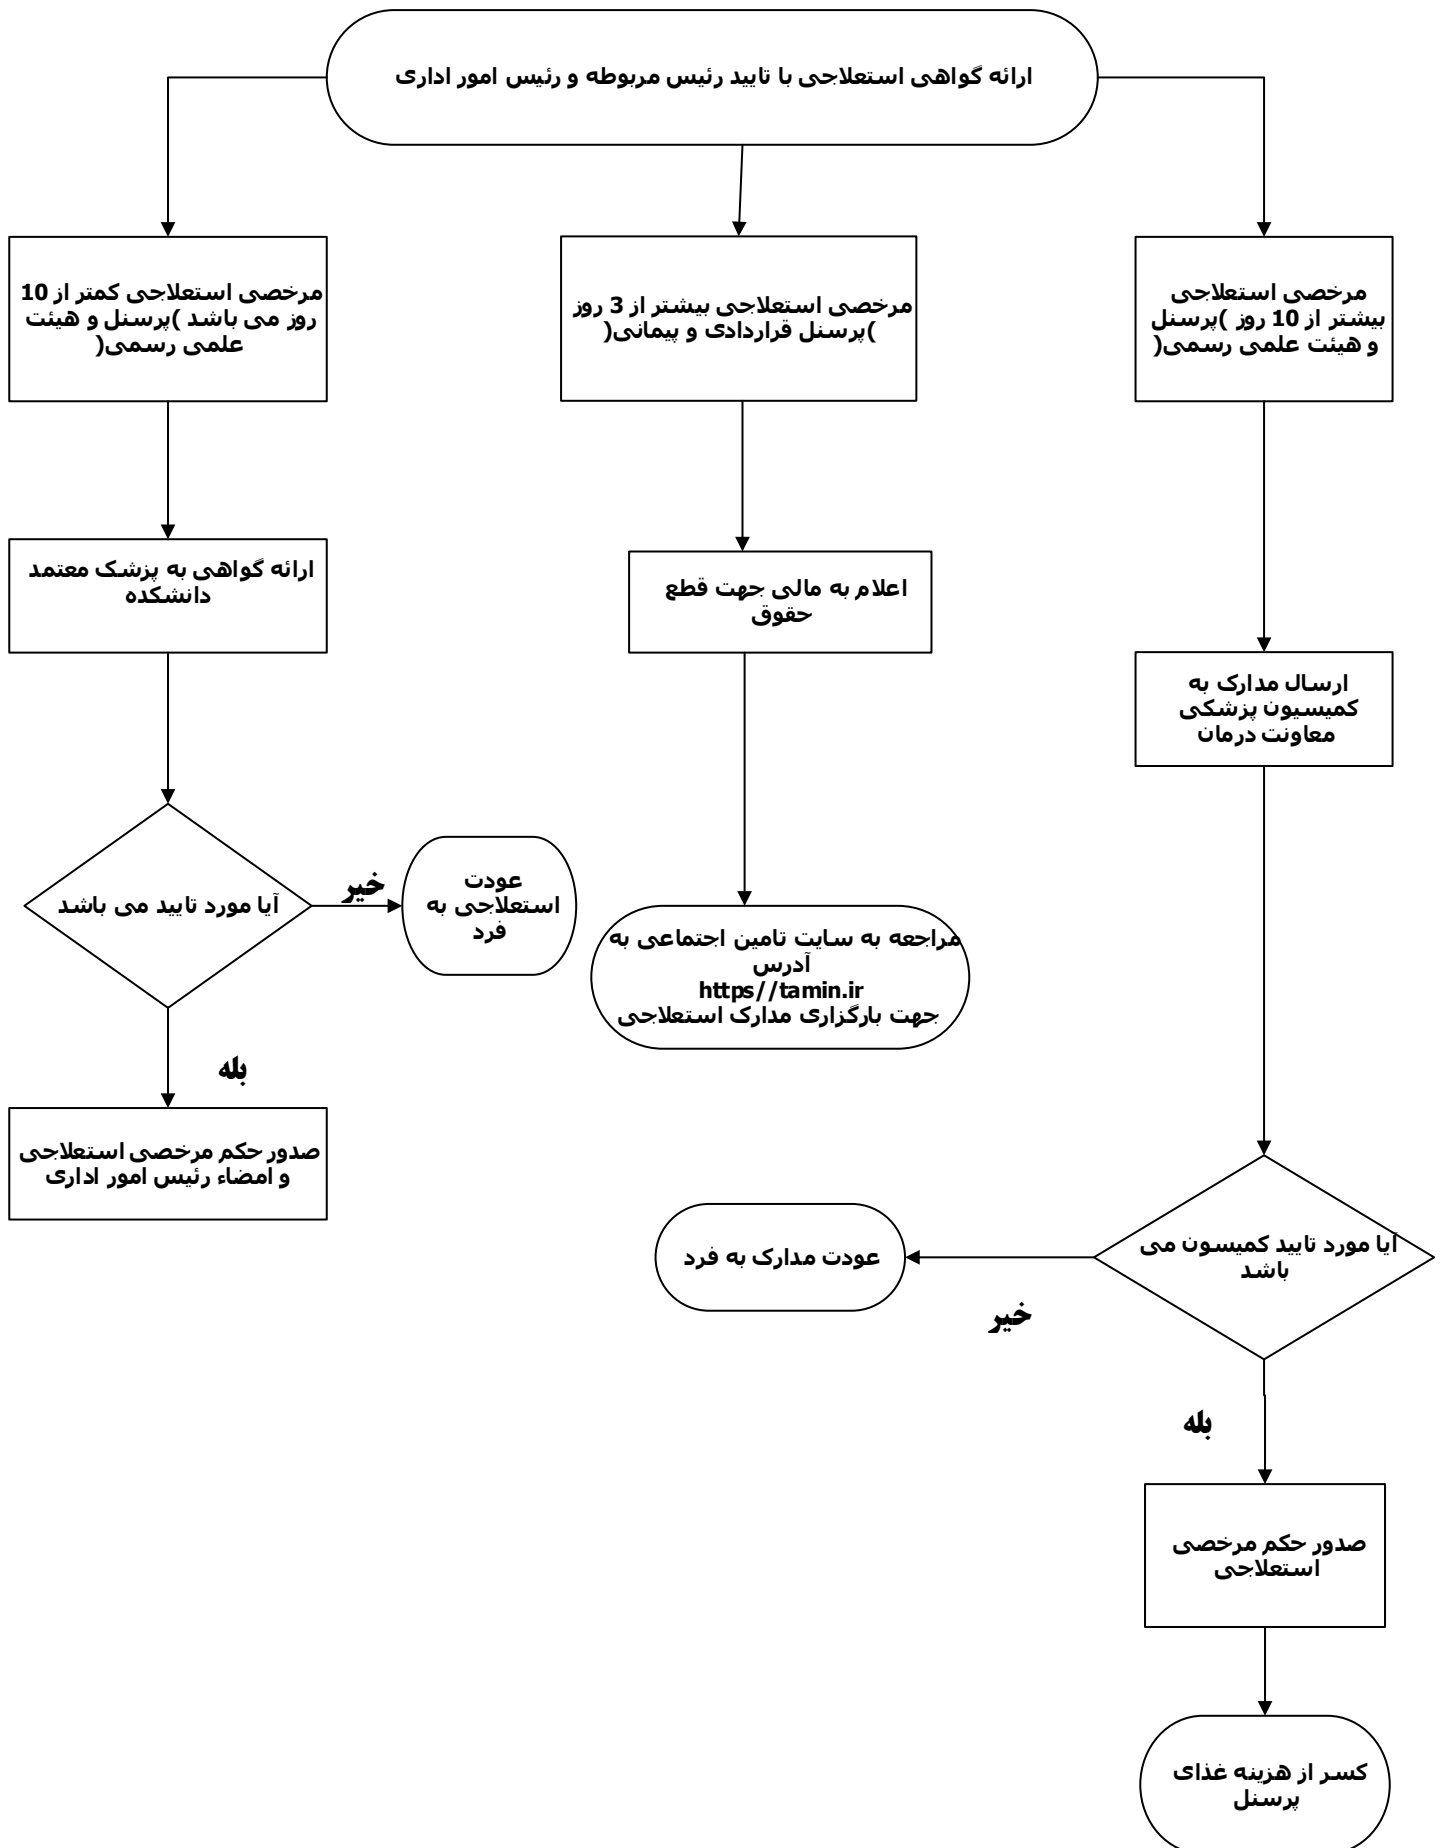 ارائه گواهی استعلاجی با تایید رئیس مربوطه و رئیس امور اداری
مرخصی استعلاجی
بیشتر از 10 روز )پرسنل
و هیئت علمی رسمی(
مرخصی استعلاجی بیشتر از 3 روز
)پرسنل قراردادی و پیمانی(
مرخصی استعلاجی کمتر از 10
روز می باشد )پرسنل و هیئت
علمی رسمی(
ارائه گواهی به پزشک معتمد
دانشکده
اعلام به مالی جهت قطع
حقوق
ارسال مدارک به
کمیسیون پزشکی
معاونت درمان
آیا مورد تایید می باشد
خیر
عودت
استعلاجی به
فرد
مراجعه به سایت تامین اجتماعی به
آدرس
https//tamin.ir
جهت بارگزاری مدارک استعلاجی
بله
صدور حکم مرخصی استعلاجی
و امضاء رئیس امور اداری
آیا مورد تایید کمیسون می
باشد
عودت مدارک به فرد
خیر
بله
صدور حکم مرخصی
استعلاجی
کسر از هزینه غذای
پرسنل